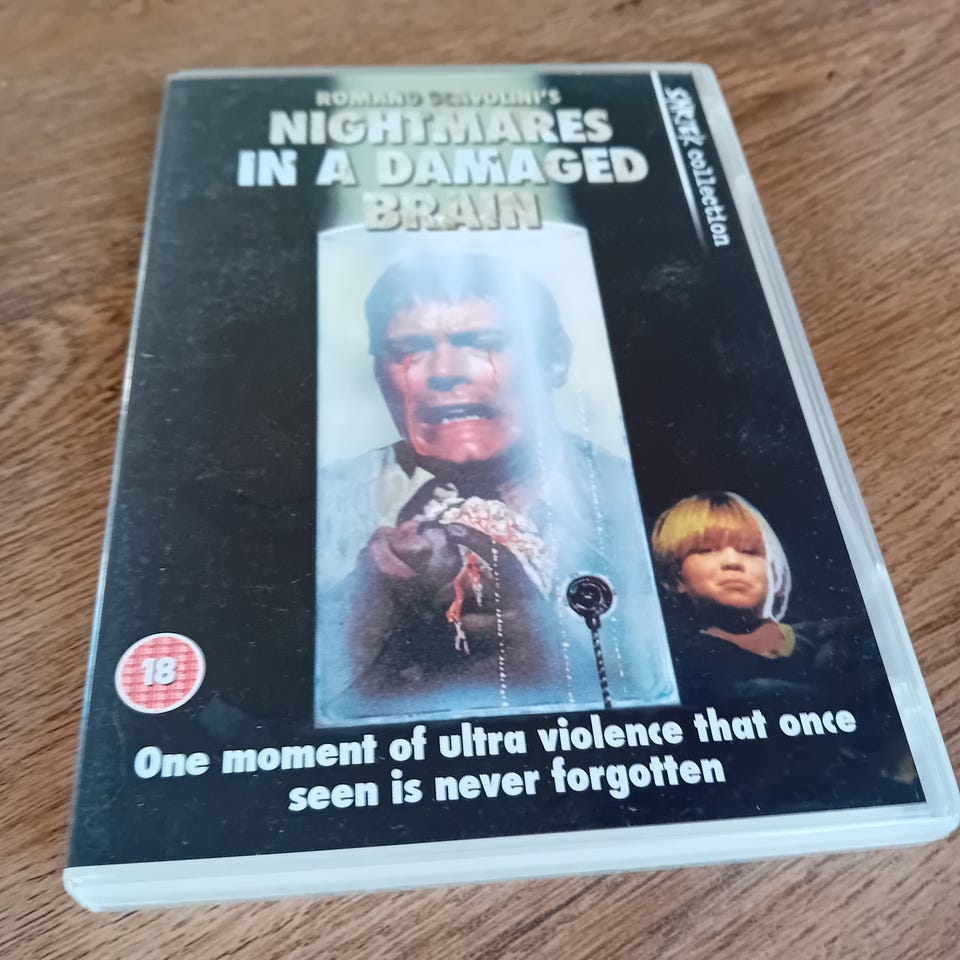 ROMANO SCAVOLINI'S
NIGHTMARES
IN A DAMAGED
BRAIN
collection
18
One moment of ultra violence that once
seen is never forgotten